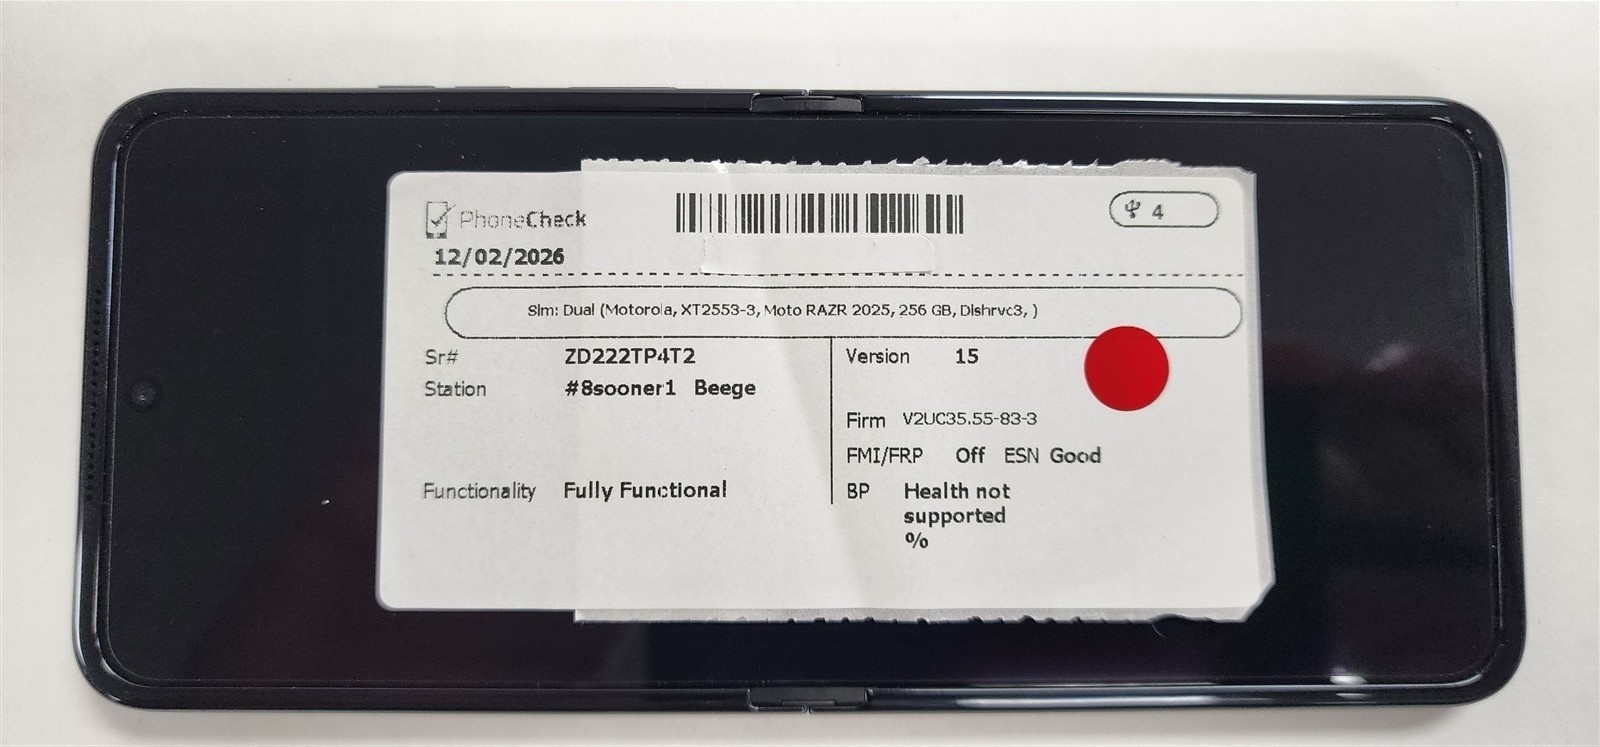 PhoneCheck
4
12/02/2026
Sim: Dual (Motorola, XT2553-3, Moto RAZR 2025, 256 GB, Dishrvc3, )
Sr# ZD222TP4T2
Station #8sooner1 Beege
Functionality Fully Functional
Version 15
Firm V2UC35.55-83-3
FMI/FRP Off ESN Good
BP Health not
supported
%